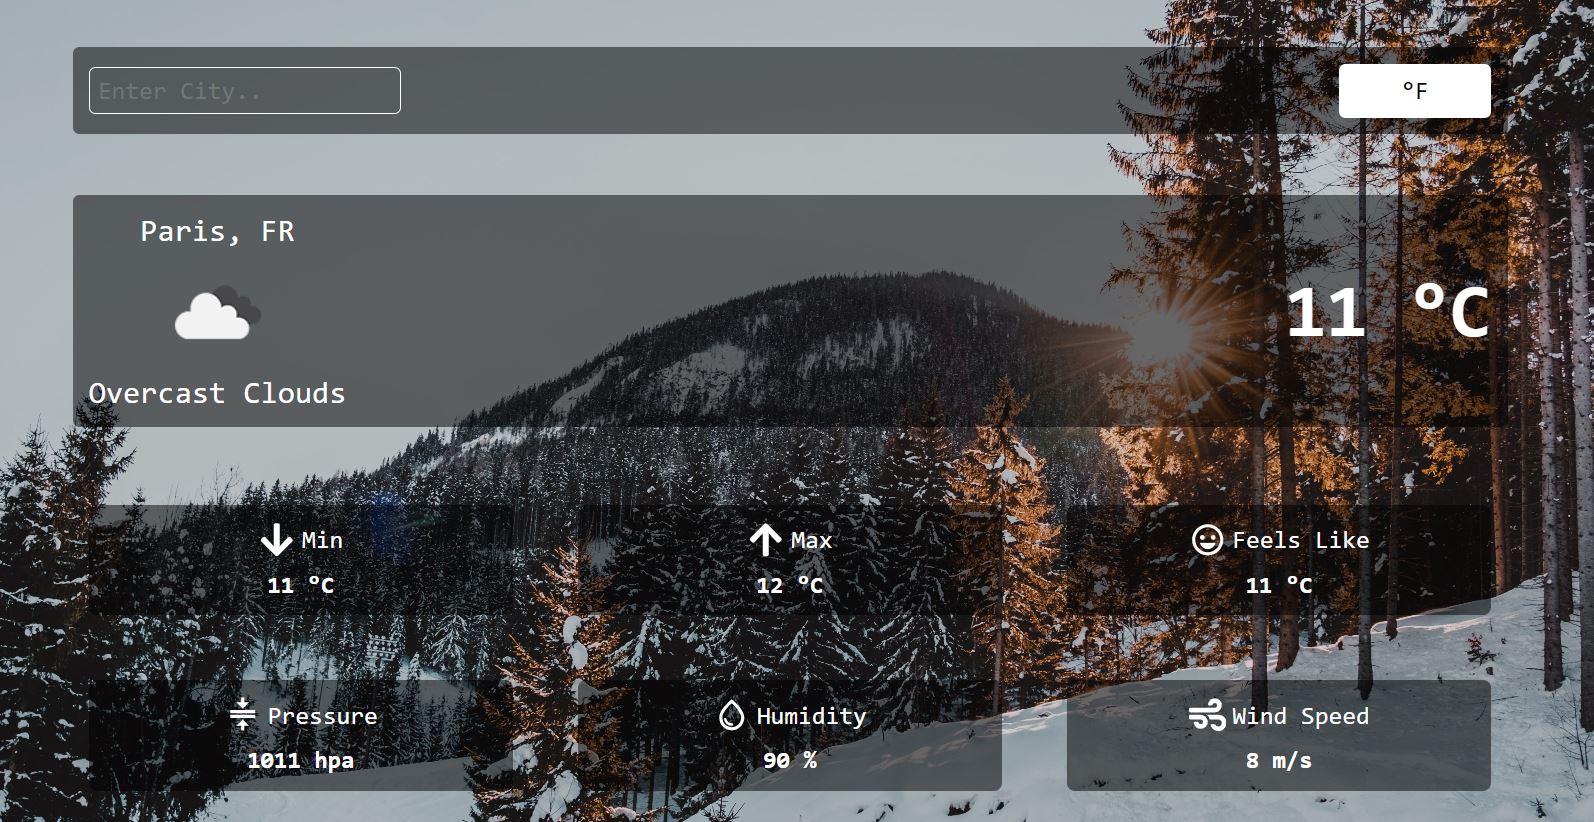 Enter City..
°F
Paris, FR
11 °C
Overcast Clouds
Min
11 °C
Max
12 °C
Feels Like
11 °C
Pressure
1011 hpa
Humidity
90 %
Wind Speed
8 m/s